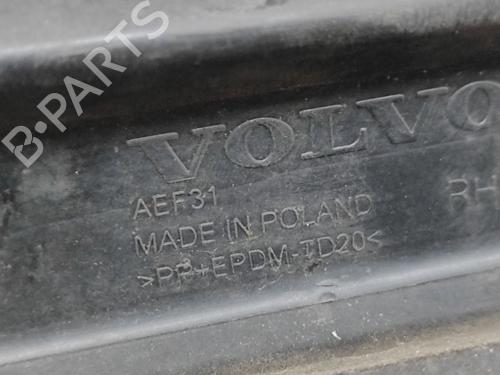 B-PARTS
VOLVO
AEF31
RH
MADE IN POLAND
>PP+EPDM-TD20<